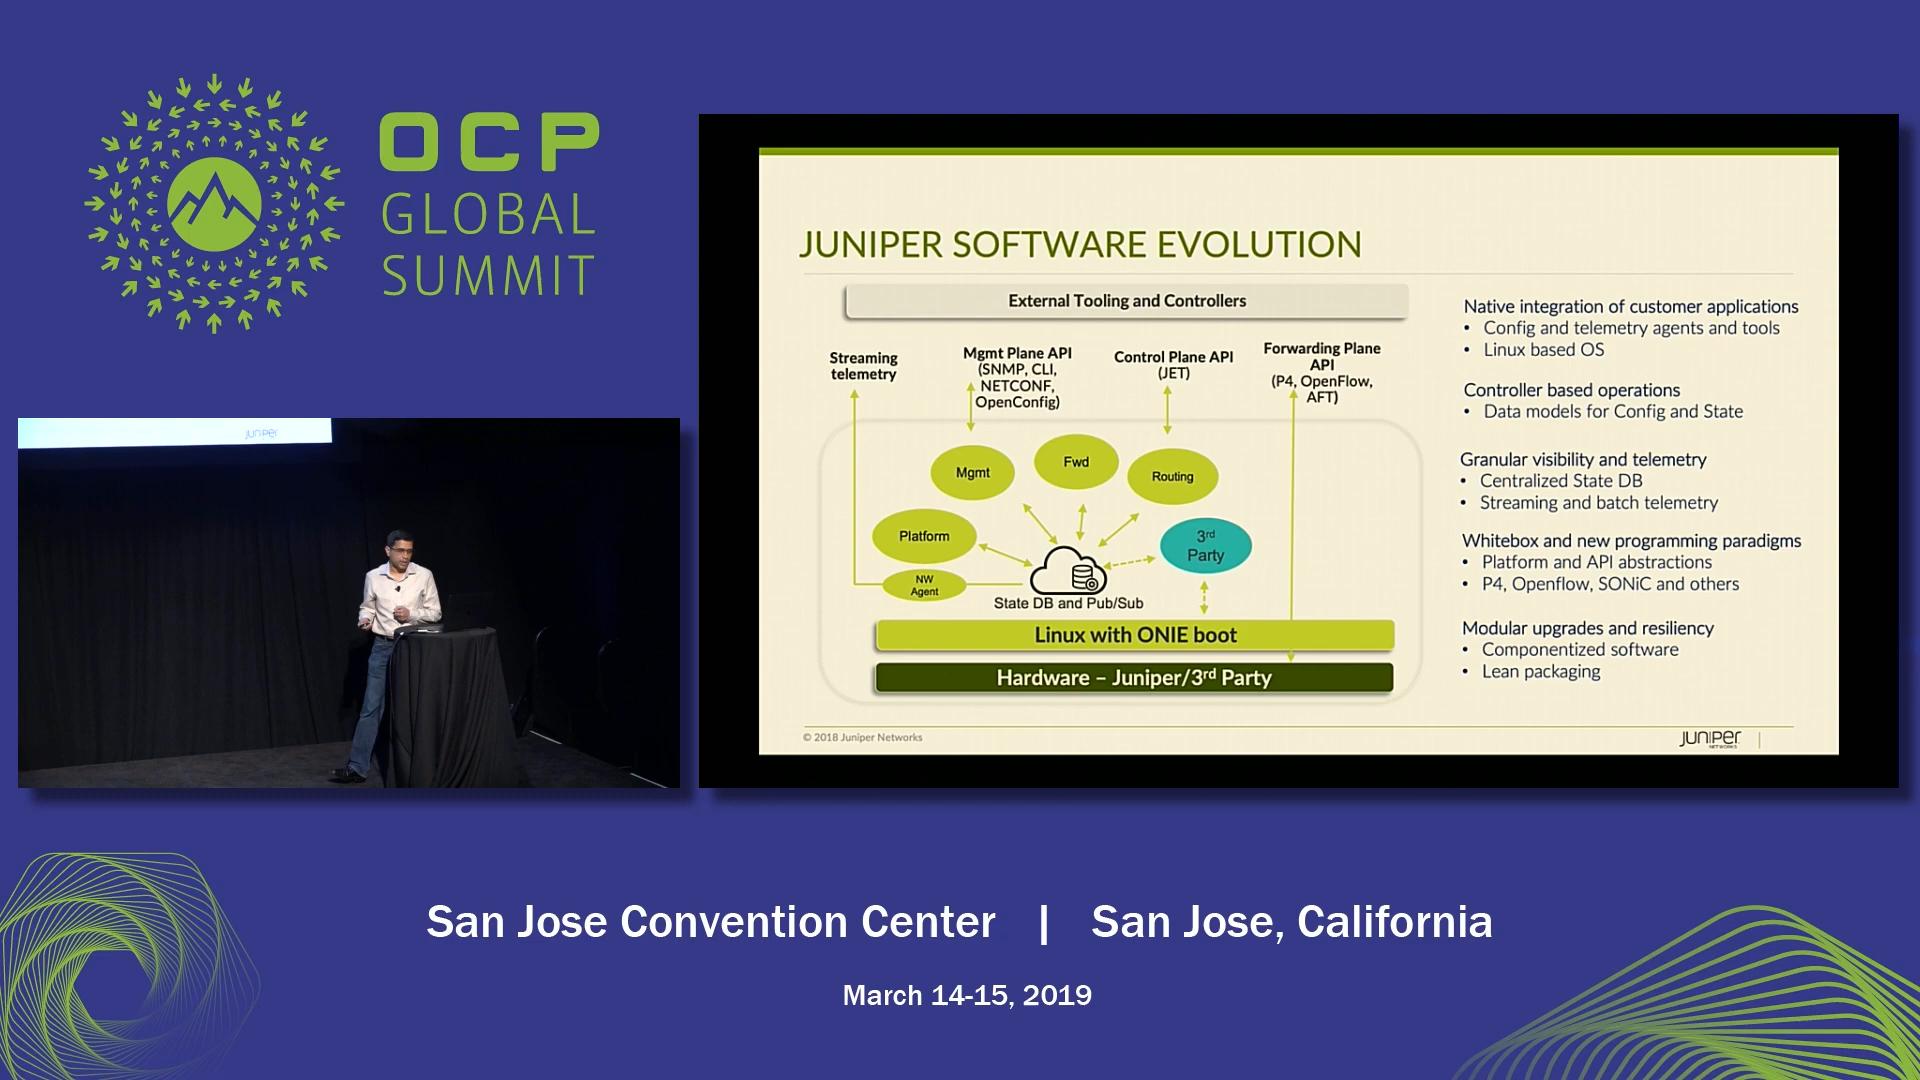 OCP
GLOBAL
SUMMIT
JUNIPER
JUNIPER SOFTWARE EVOLUTION
External Tooling and Controllers
Streaming
telemetry
Mgmt Plane API
(SNMP, CLI,
NETCONF,
OpenConfig)
Control Plane API
(JET)
Forwarding Plane
API
(P4, OpenFlow,
AFT)
Mgmt
Fwd
Routing
Platform
3rd
Party
NW
Agent
State DB and Pub/Sub
Linux with ONIE boot
Hardware – Juniper/3rd Party
Native integration of customer applications
• Config and telemetry agents and tools
• Linux based OS
Controller based operations
• Data models for Config and State
Granular visibility and telemetry
• Centralized State DB
• Streaming and batch telemetry
Whitebox and new programming paradigms
• Platform and API abstractions
• P4, Openflow, SONiC and others
Modular upgrades and resiliency
• Componentized software
• Lean packaging
© 2018 Juniper Networks
JUNIPER
NETWORKS
San Jose Convention Center | San Jose, California
March 14-15, 2019